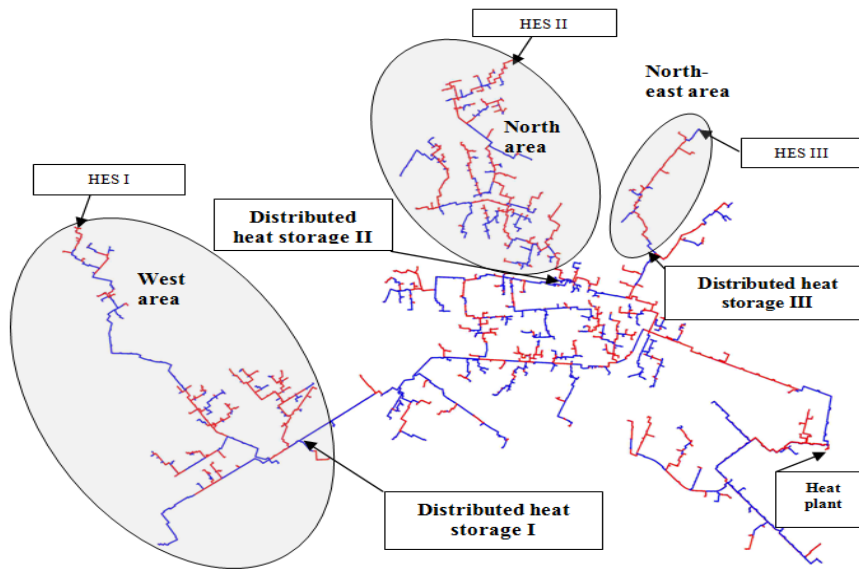 HES II
North-
east area
North
area
HES III
HES I
Distributed
heat storage II
West
area
Distributed heat
storage III
Heat
plant
Distributed heat
storage I